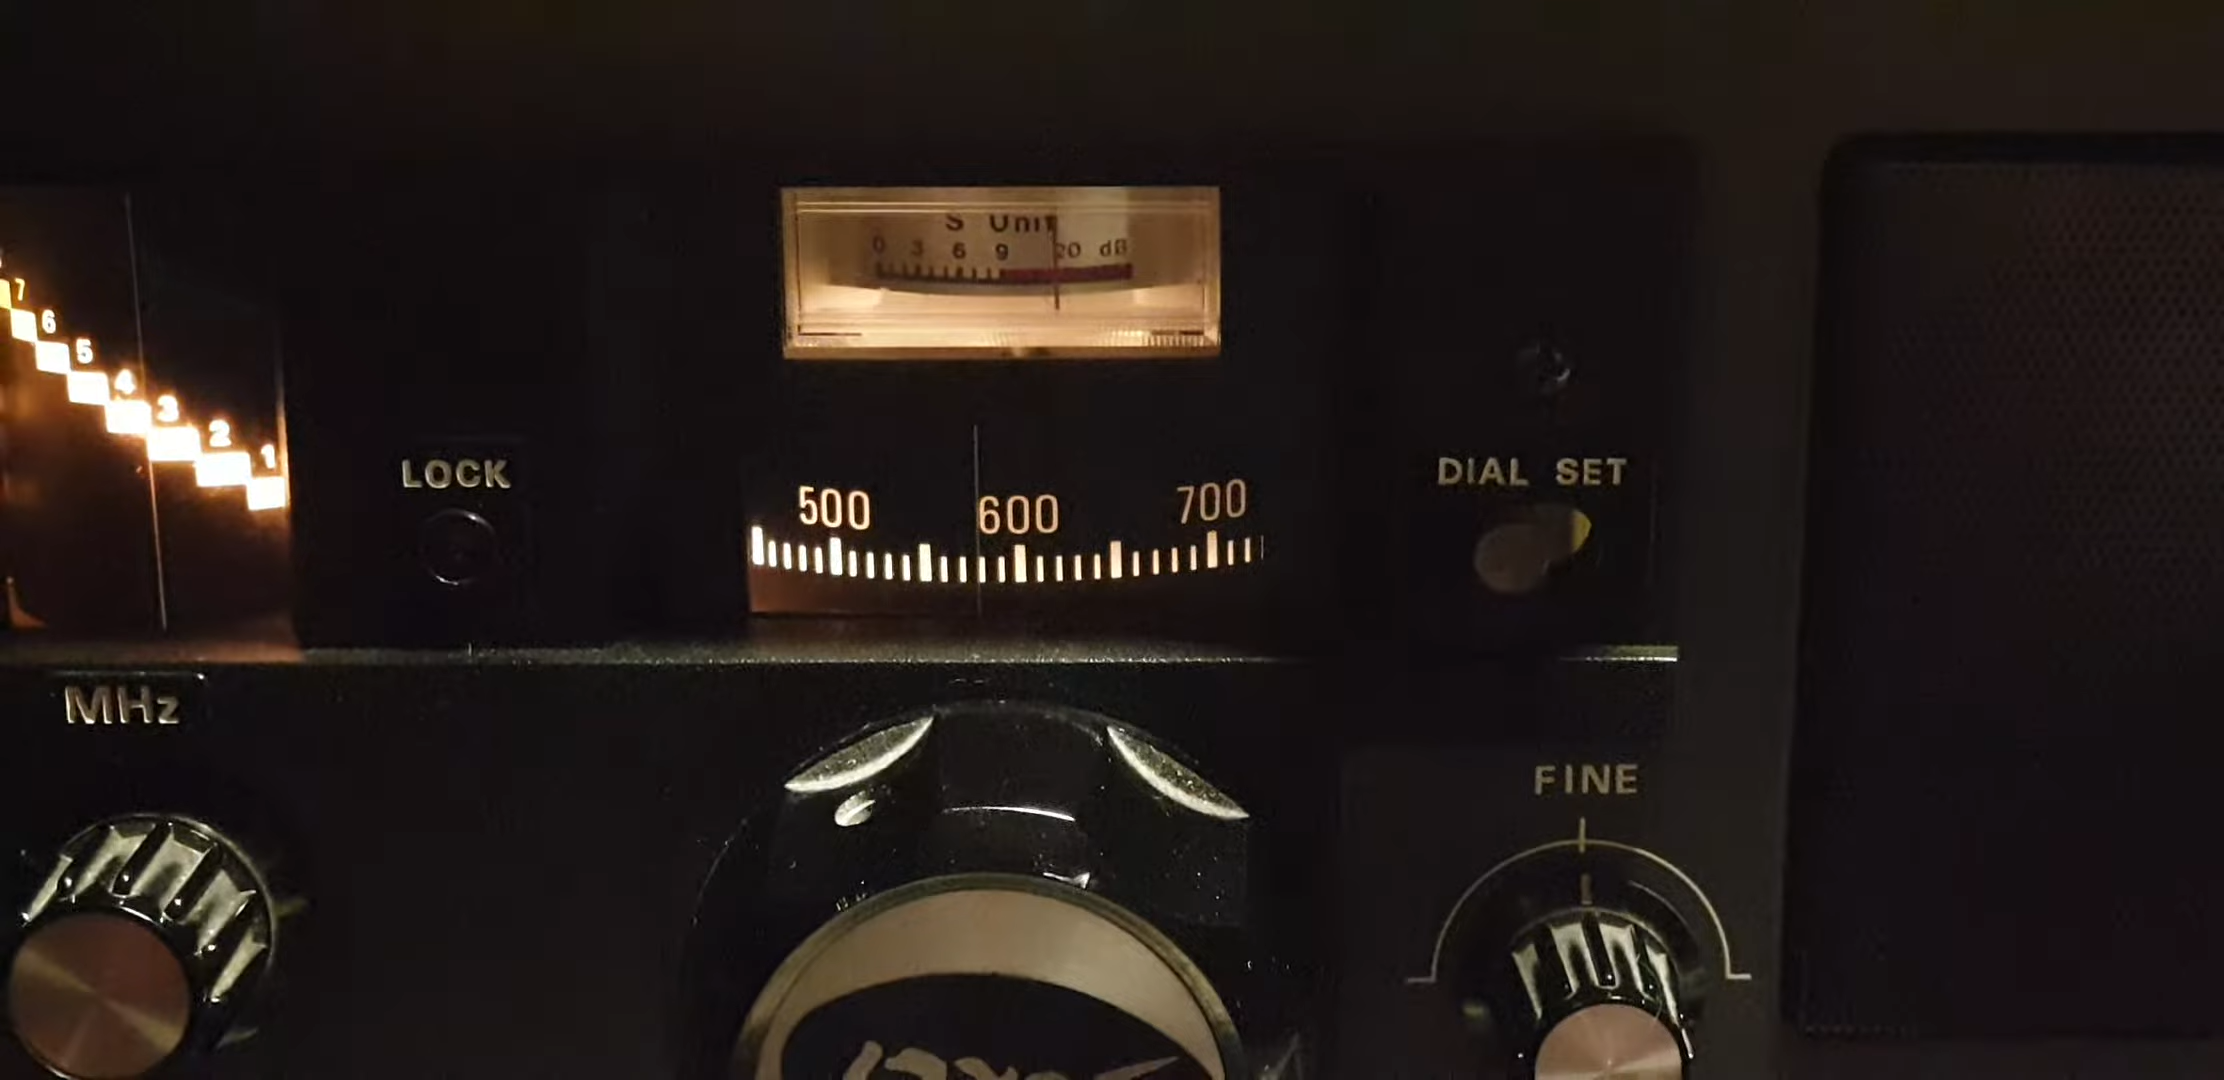 S Unit
0 3 6 9 20 dB
7
6
5
4
3
2
1
LOCK
500 600 700
DIAL SET
MHz
FINE